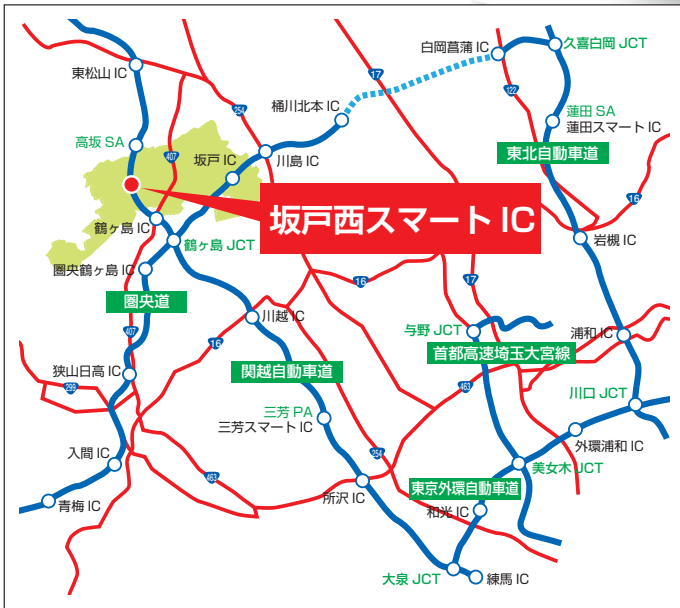 白岡菖蒲 IC
久喜白岡 JCT
東松山 IC
17
122
254
桶川北本 IC
蓮田 SA
蓮田スマート IC
高坂 SA
407
坂戸 IC
川島 IC
東北自動車道
16
坂戸西スマート IC
鶴ヶ島 IC
鶴ヶ島 JCT
岩槻 IC
圏央鶴ヶ島 IC
16
17
圏央道
407
16
川越 IC
与野 JCT
浦和 IC
首都高速埼玉大宮線
狭山日高 IC
関越自動車道
299
463
川口 JCT
三芳 PA
三芳スマート IC
外環浦和 IC
入間 IC
254
美女木 JCT
463
所沢 IC
東京外環自動車道
青梅 IC
和光 IC
大泉 JCT
練馬 IC